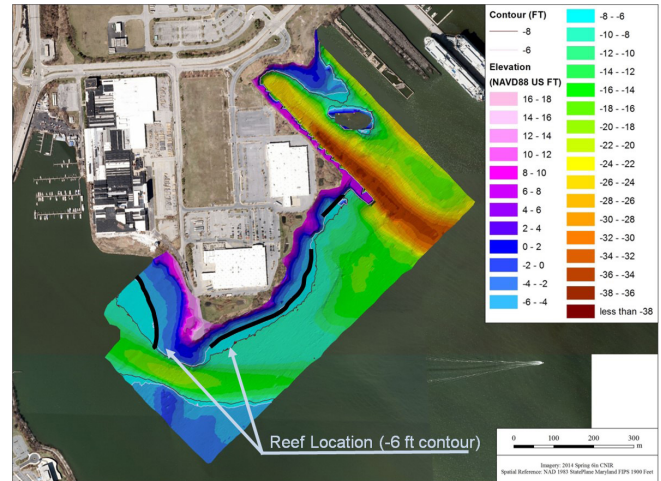 Contour (FT)
-8
-6
Elevation
(NAVD88 US FT)
16 - 18
14 - 16
12 - 14
10 - 12
8 - 10
6 - 8
4 - 6
2 - 4
0 - 2
-2 - 0
-4 - -2
-6 - -4
-8 - -6
-10 - -8
-12 - -10
-14 - -12
-16 - -14
-18 - -16
-20 - -18
-22 - -20
-24 - -22
-26 - -24
-28 - -26
-30 - -28
-32 - -30
-34 - -32
-36 - -34
-38 - -36
less than -38
Reef Location (-6 ft contour)
0 100 200 300
m
Imagery: 2014 Spring 6in CNIR
Spatial Reference: NAD 1983 StatePlane Maryland FIPS 1900 Feet